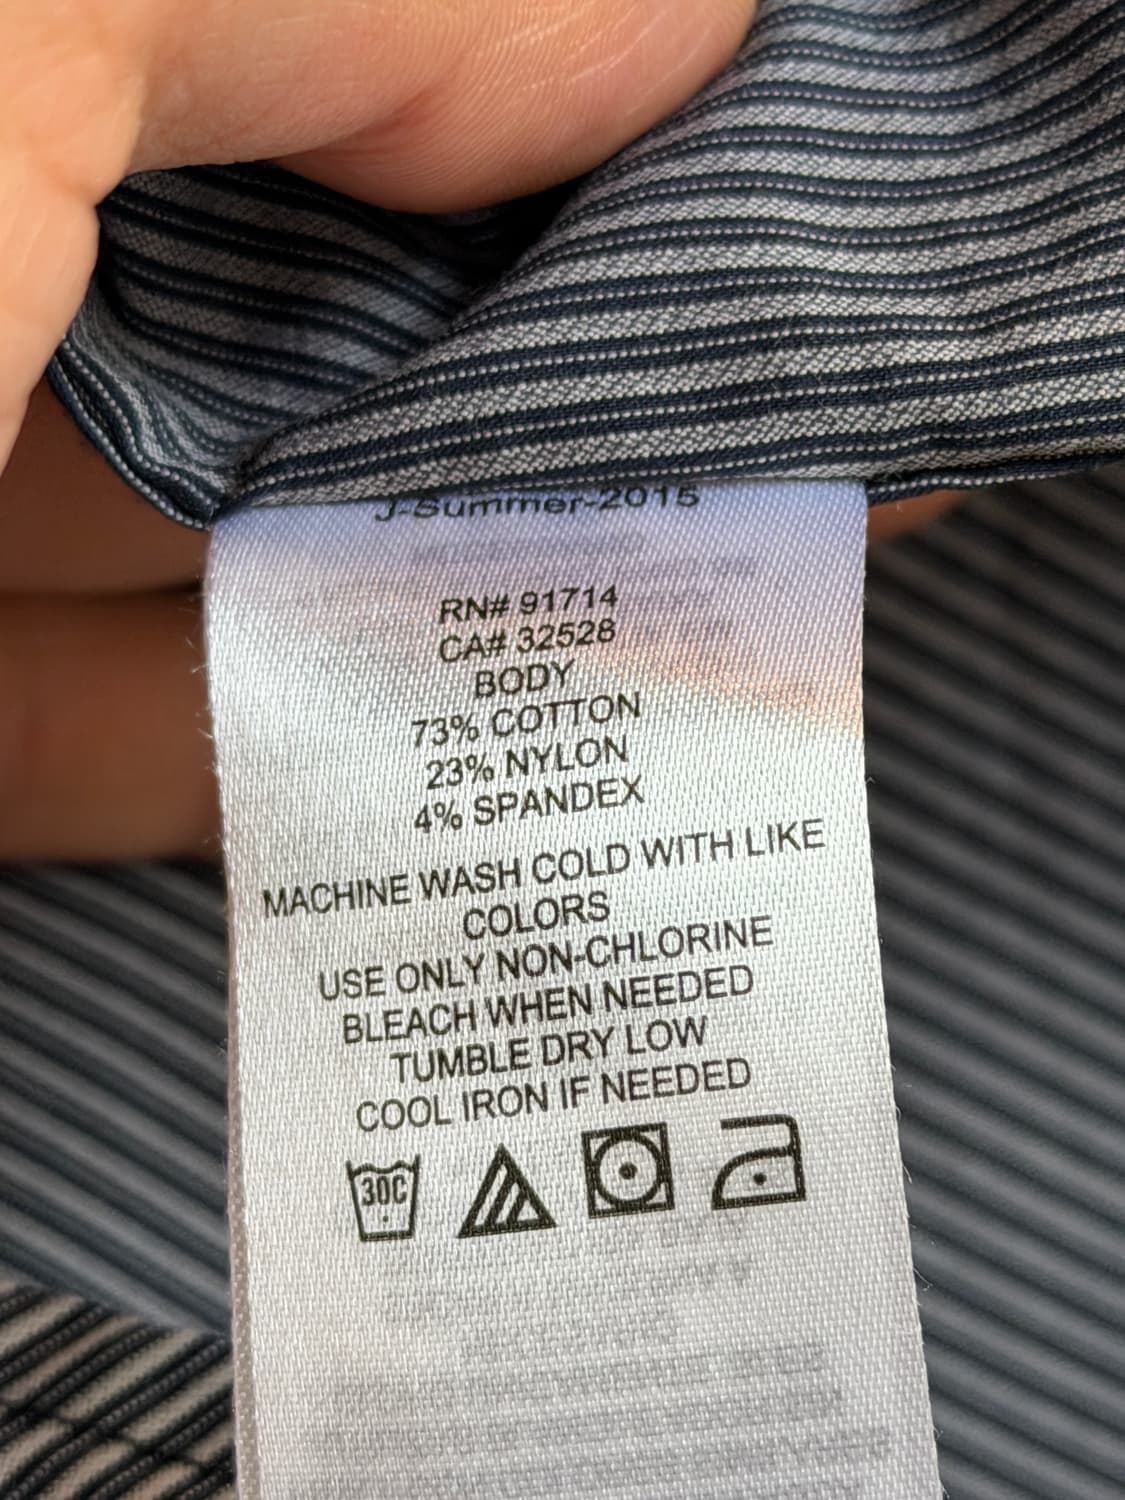 J-Summer-2015
RN# 91714
CA# 32528
BODY
73% COTTON
23% NYLON
4% SPANDEX
MACHINE WASH COLD WITH LIKE
COLORS
USE ONLY NON-CHLORINE
BLEACH WHEN NEEDED
TUMBLE DRY LOW
COOL IRON IF NEEDED
30C